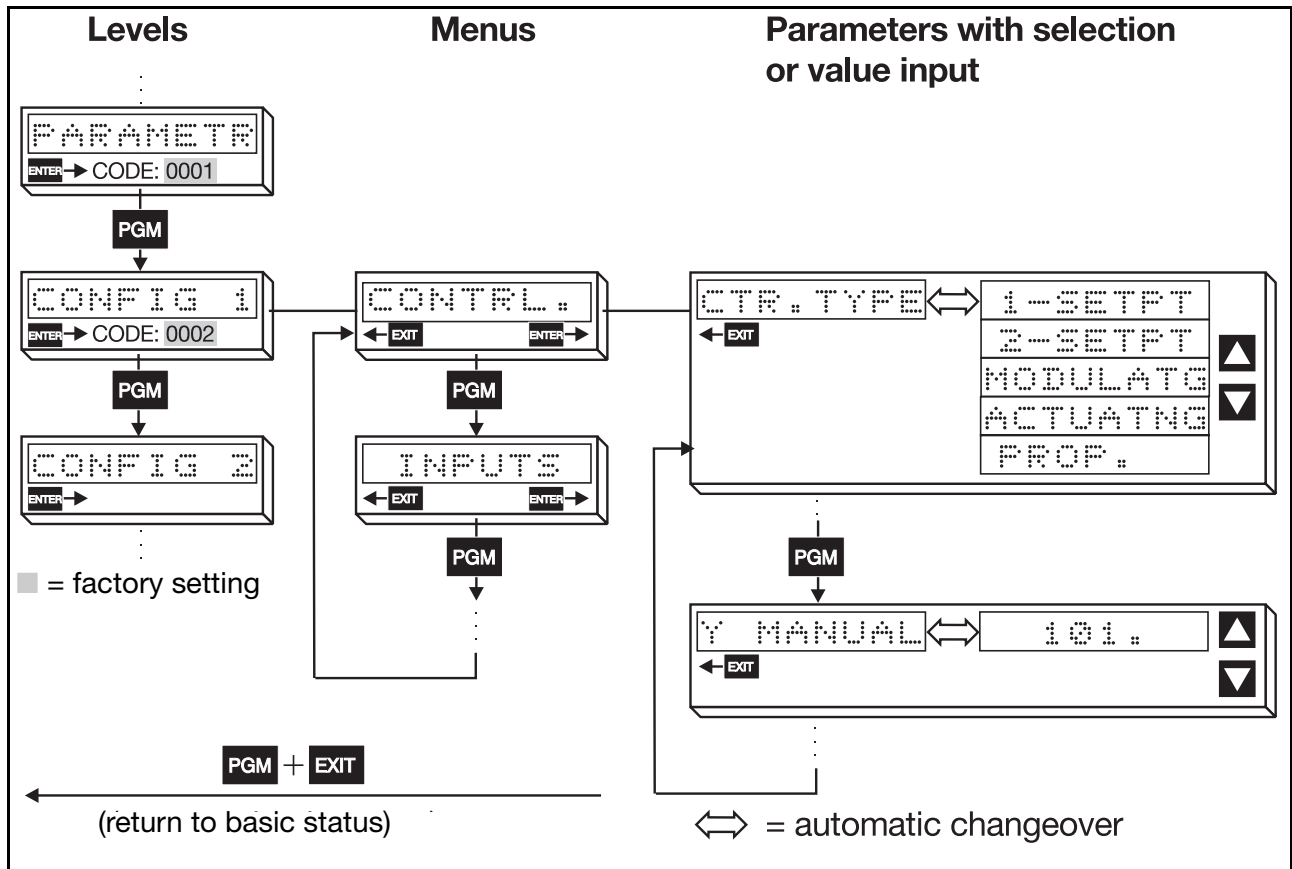 Levels
Menus
Parameters with selection
or value input
PARAMETR
ENTER CODE: 0001
PGM
CONFIG 1
ENTER CODE: 0002
PGM
CONFIG 2
ENTER
= factory setting
CONTRL.
EXIT ENTER
PGM
INPUTS
EXIT ENTER
PGM
CTR.TYPE
EXIT
1-SETPT
2-SETPT
MODULATG
ACTUATNG
PROP.
PGM
Y MANUAL 101.
EXIT
PGM + EXIT
(return to basic status)
= automatic changeover